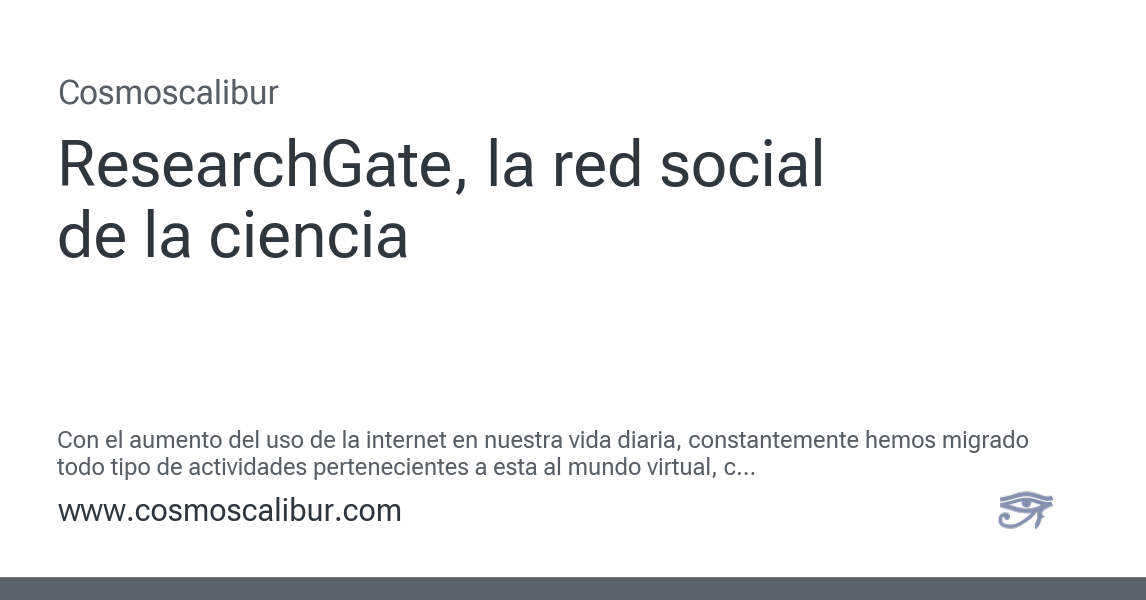 Cosmoscalibur
ResearchGate, la red social
de la ciencia
Con el aumento del uso de la internet en nuestra vida diaria, constantemente hemos migrado
todo tipo de actividades pertenecientes a esta al mundo virtual, c...
www.cosmoscalibur.com